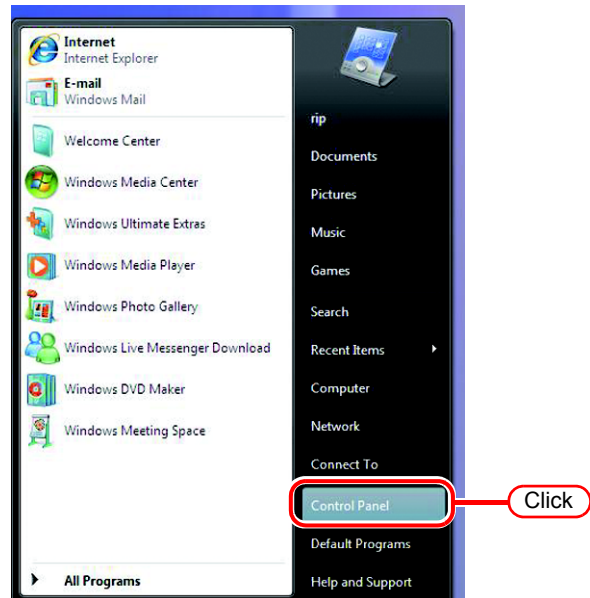 Internet
Internet Explorer
E-mail
Windows Mail
Welcome Center
Windows Media Center
Windows Ultimate Extras
Windows Media Player
Windows Photo Gallery
Windows Live Messenger Download
Windows DVD Maker
Windows Meeting Space
All Programs
rip
Documents
Pictures
Music
Games
Search
Recent Items
Computer
Network
Connect To
Control Panel
Click
Default Programs
Help and Support